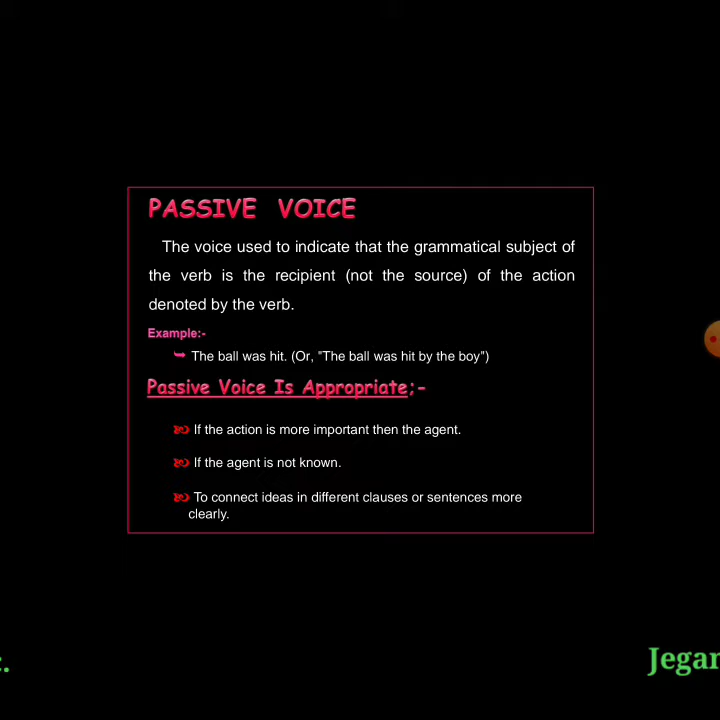 PASSIVE VOICE
The voice used to indicate that the grammatical subject of
the verb is the recipient (not the source) of the action
denoted by the verb.
Example:-
The ball was hit. (Or, "The ball was hit by the boy")
Passive Voice Is Appropriate;-
If the action is more important then the agent.
If the agent is not known.
To connect ideas in different clauses or sentences more
clearly.
Jegan